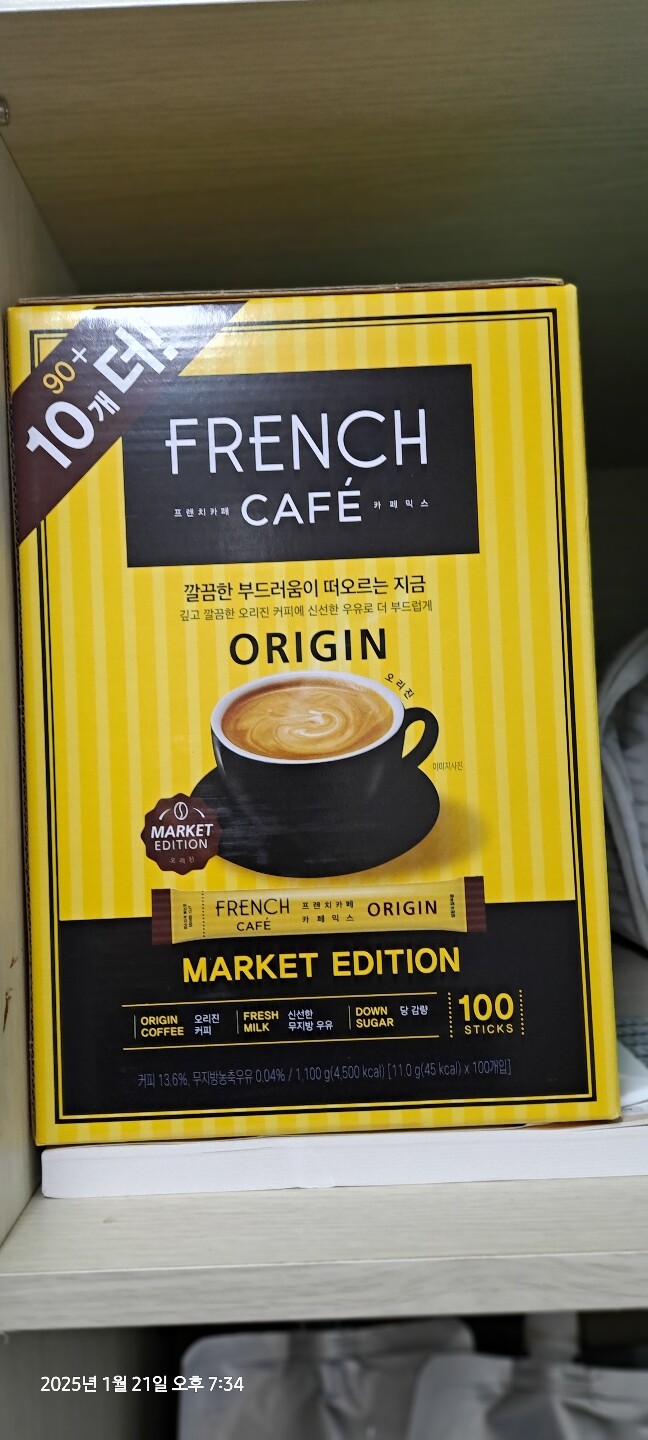 90+
10개 더!
FRENCH
프렌치카페 CAFÉ 카페믹스
깔끔한 부드러움이 떠오르는 지금
깊고 깔끔한 오리진 커피에 신선한 우유로 더 부드럽게
ORIGIN
오리진
이미지사진
MARKET
EDITION
오리진
FRENCH
CAFÉ
프렌치카페
카페믹스
ORIGIN
MARKET EDITION
ORIGIN
COFFEE
오리진
커피
FRESH
MILK
신선한
무지방 우유
DOWN
SUGAR
당 감량
100
STICKS
커피 13.6%, 무지방농축우유 0.04% / 1,100 g(4,500 kcal) [11.0 g(45 kcal) x 100개입]
2025년 1월 21일 오후 7:34